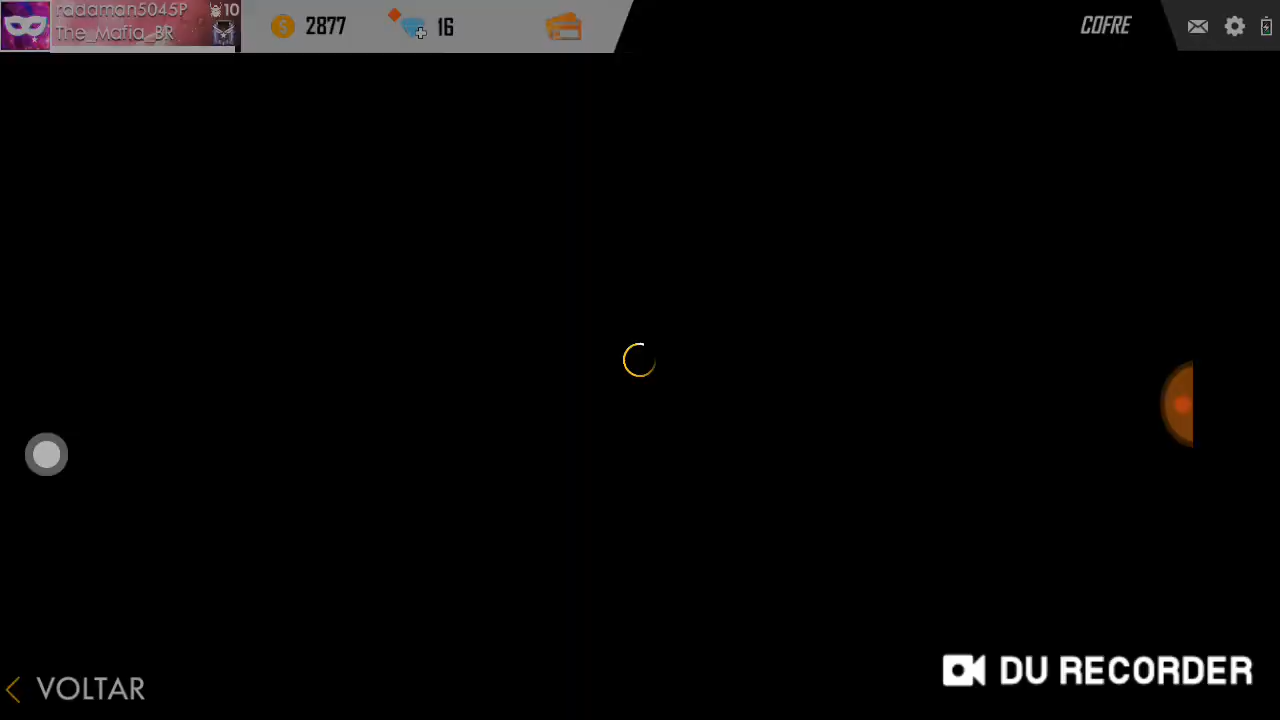 radaman5045P 10
The_Mafia_BR
2877
16
COFRE
VOLTAR
DU RECORDER